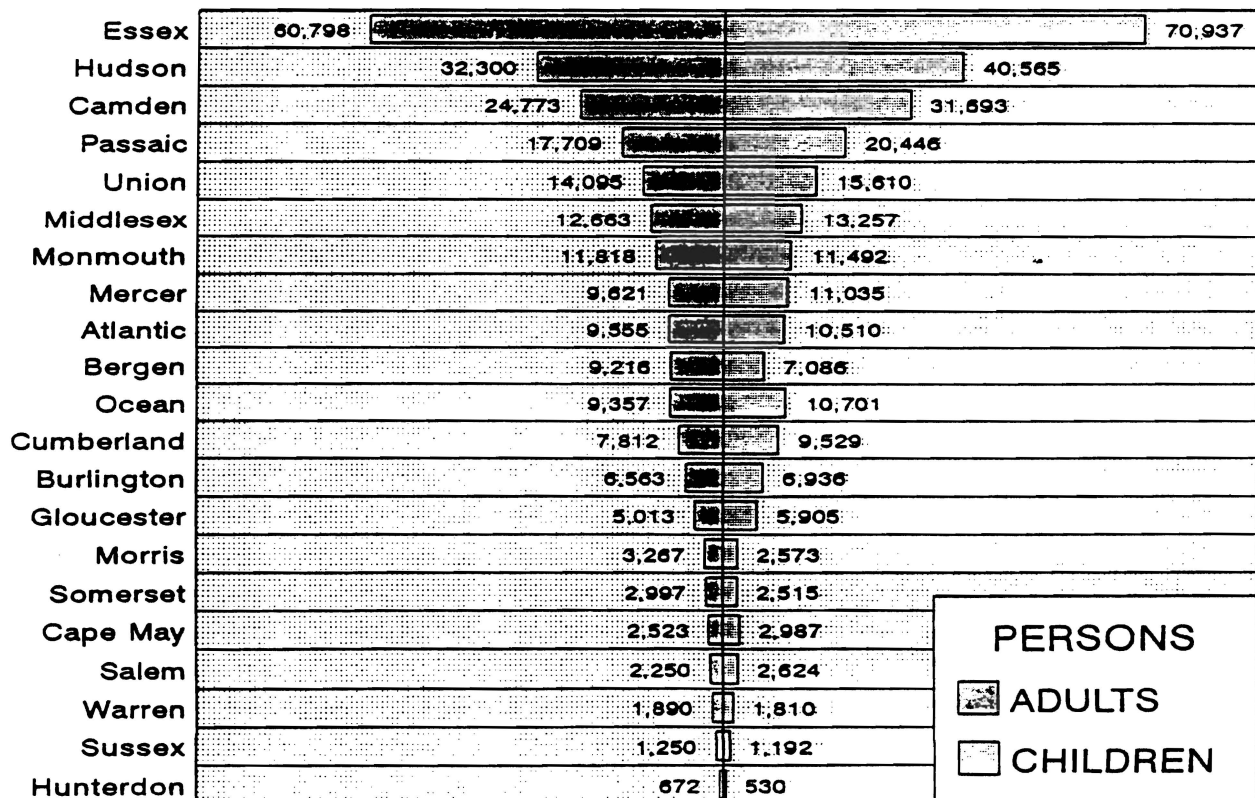 Essex 60,798 70,937
Hudson 32,300 40,565
Camden 24,773 31,693
Passaic 17,709 20,446
Union 14,095 15,610
Middlesex 12,663 13,257
Monmouth 11,818 11,492
Mercer 9,621 11,035
Atlantic 9,555 10,510
Bergen 9,216 7,086
Ocean 9,357 10,701
Cumberland 7,812 9,529
Burlington 6,563 6,936
Gloucester 5,013 5,905
Morris 3,267 2,573
Somerset 2,997 2,515
Cape May 2,523 2,987
Salem 2,250 2,624
Warren 1,890 1,810
Sussex 1,250 1,192
Hunterdon 672 530
PERSONS
ADULTS
CHILDREN